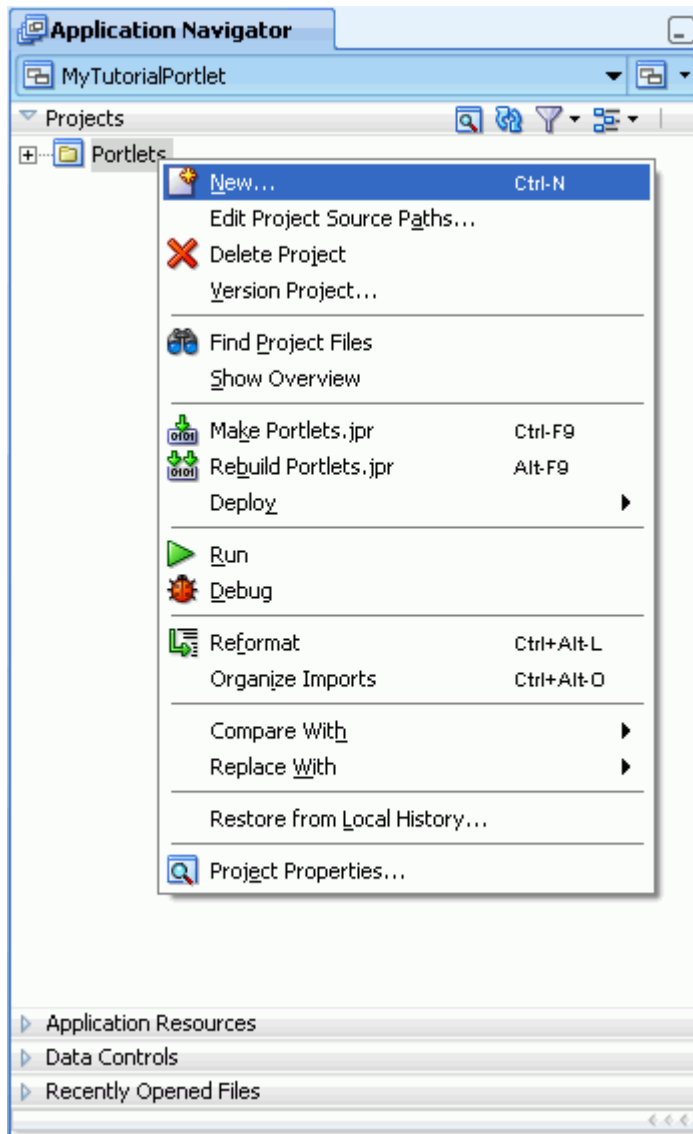 Application Navigator
MyTutorialPortlet
Projects
Portlets
New... Ctrl-N
Edit Project Source Paths...
Delete Project
Version Project...
Find Project Files
Show Overview
Make Portlets.jpr Ctrl-F9
Rebuild Portlets.jpr Alt-F9
Deploy
Run
Debug
Reformat Ctrl+Alt-L
Organize Imports Ctrl+Alt-O
Compare With
Replace With
Restore from Local History...
Project Properties...
Application Resources
Data Controls
Recently Opened Files